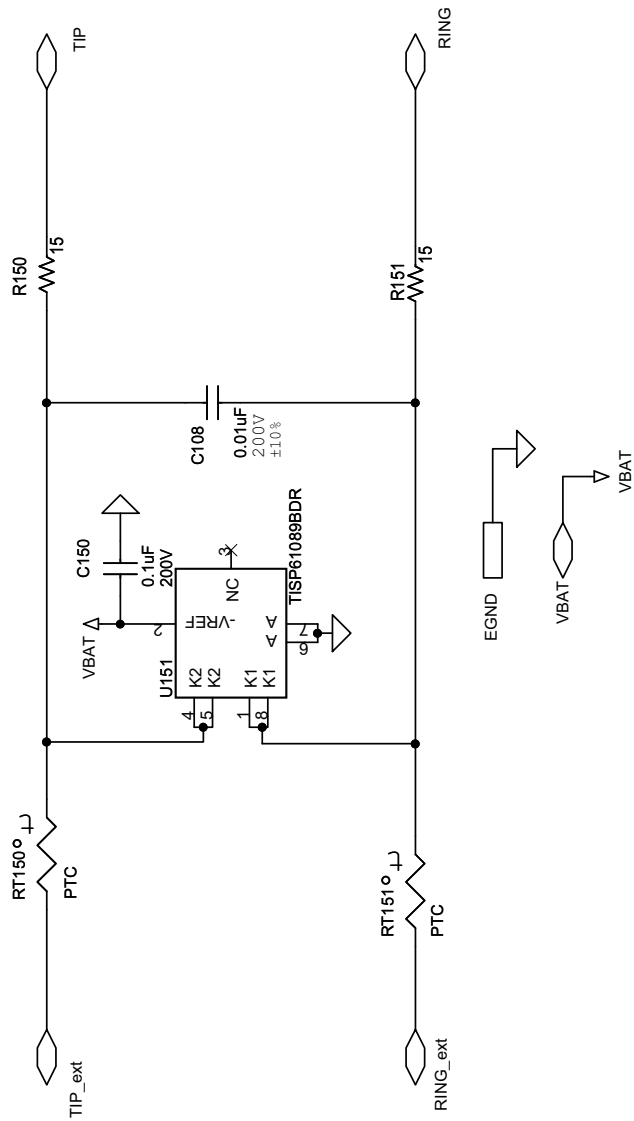 TIP_ext
RT150
t
PTC
R150
15
TIP
VBAT
C150
0.1uF
200V
U151
4
K2
5
K2
1
K1
8
K1
2
-VREF
3
NC
6
A
7
A
TISP61089BDR
C108
0.01uF
200V
±10%
RING_ext
RT151
t
PTC
R151
15
RING
EGND
VBAT
VBAT